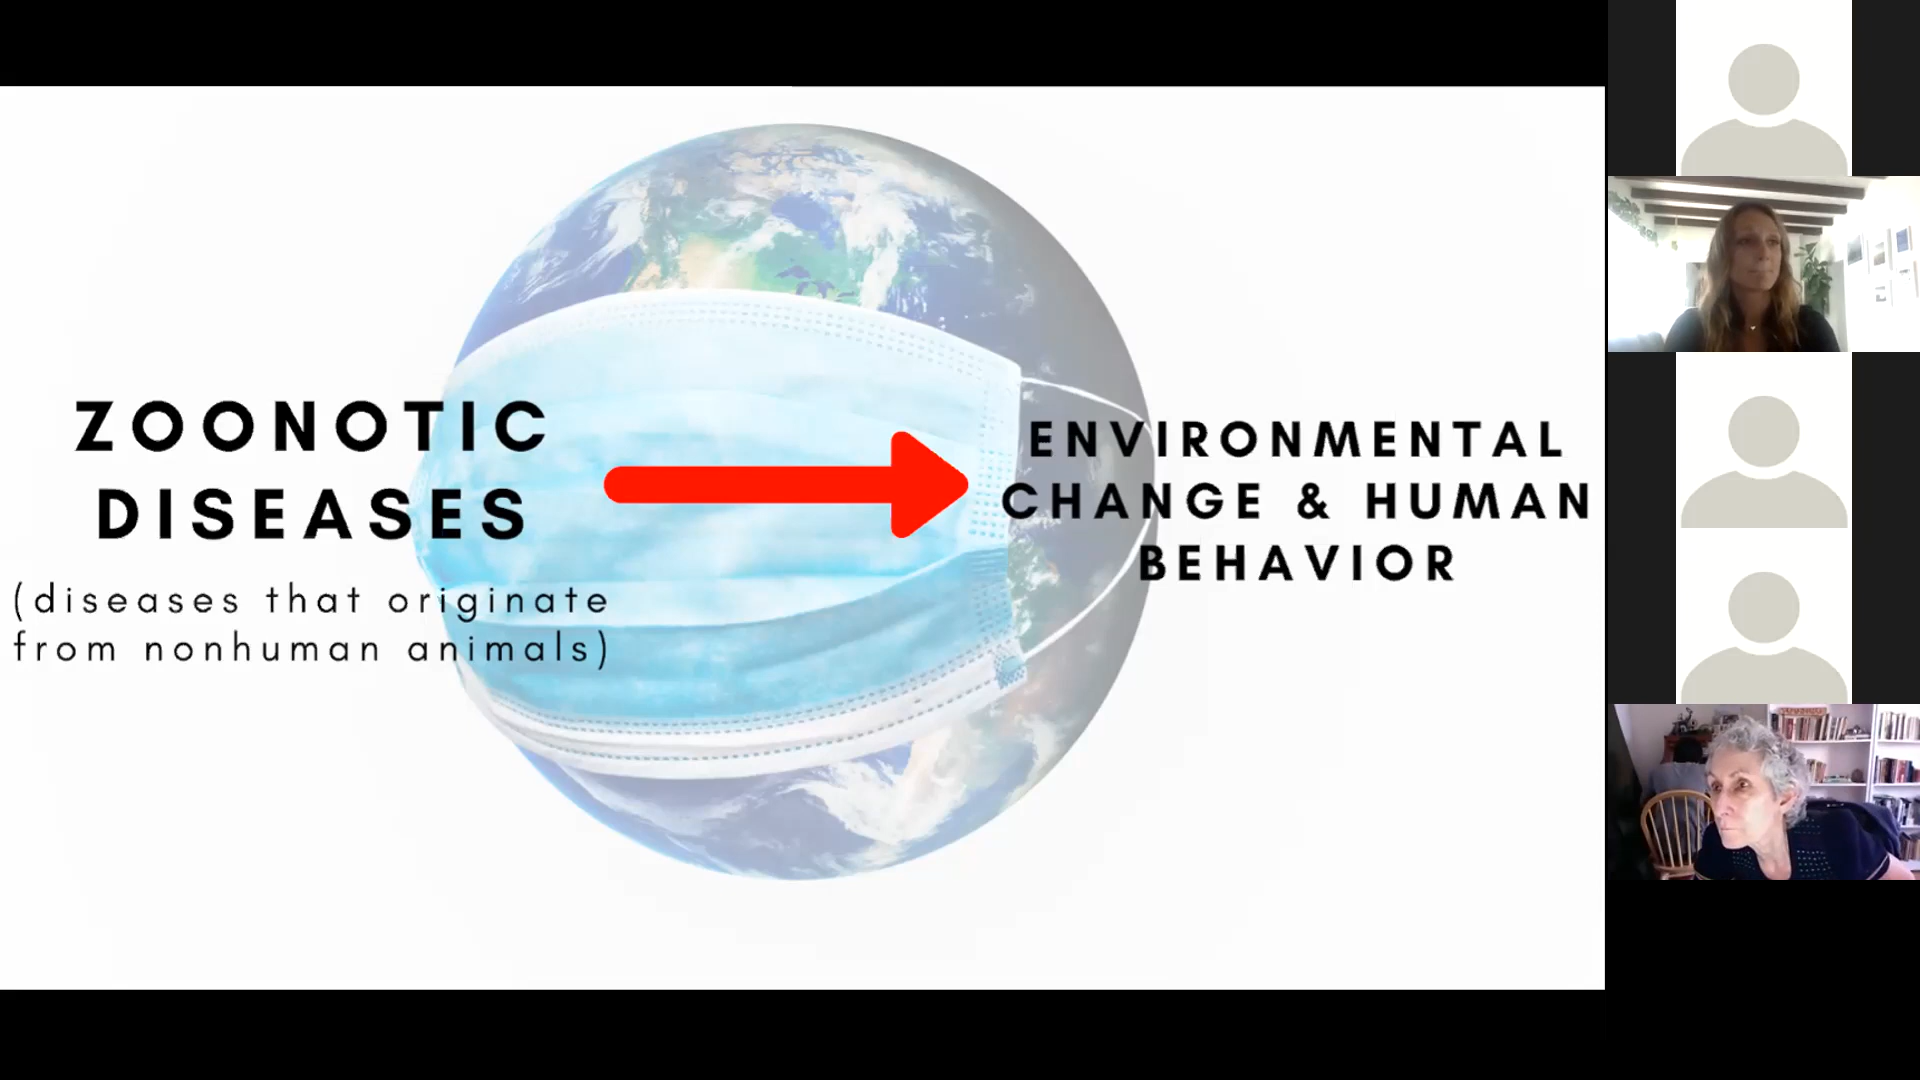 ZOONOTIC
DISEASES
(diseases that originate
from nonhuman animals)
ENVIRONMENTAL
CHANGE & HUMAN
BEHAVIOR